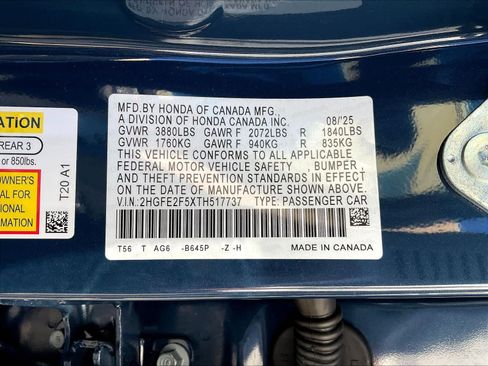 MFD.BY HONDA OF CANADA MFG.,
A DIVISION OF HONDA CANADA INC. 08/'25
GVWR 3880LBS GAWR F 2072LBS R 1840LBS
GVWR 1760KG GAWR F 940KG R 835KG
THIS VEHICLE CONFORMS TO ALL APPLICABLE
FEDERAL MOTOR VEHICLE SAFETY , BUMPER ,
AND THEFT PREVENTION STANDARDS IN EFFECT
ON THE DATE OF MANUFACTURE SHOWN ABOVE.
V.I.N.:2HGFE2F5XTH517737 TYPE: PASSENGER CAR
T56 T AG6 -B645P -Z -H MADE IN CANADA
ATION
REAR 3
or 850lbs.
OWNER'S
AL FOR
TIONAL
MATION
T20 A1